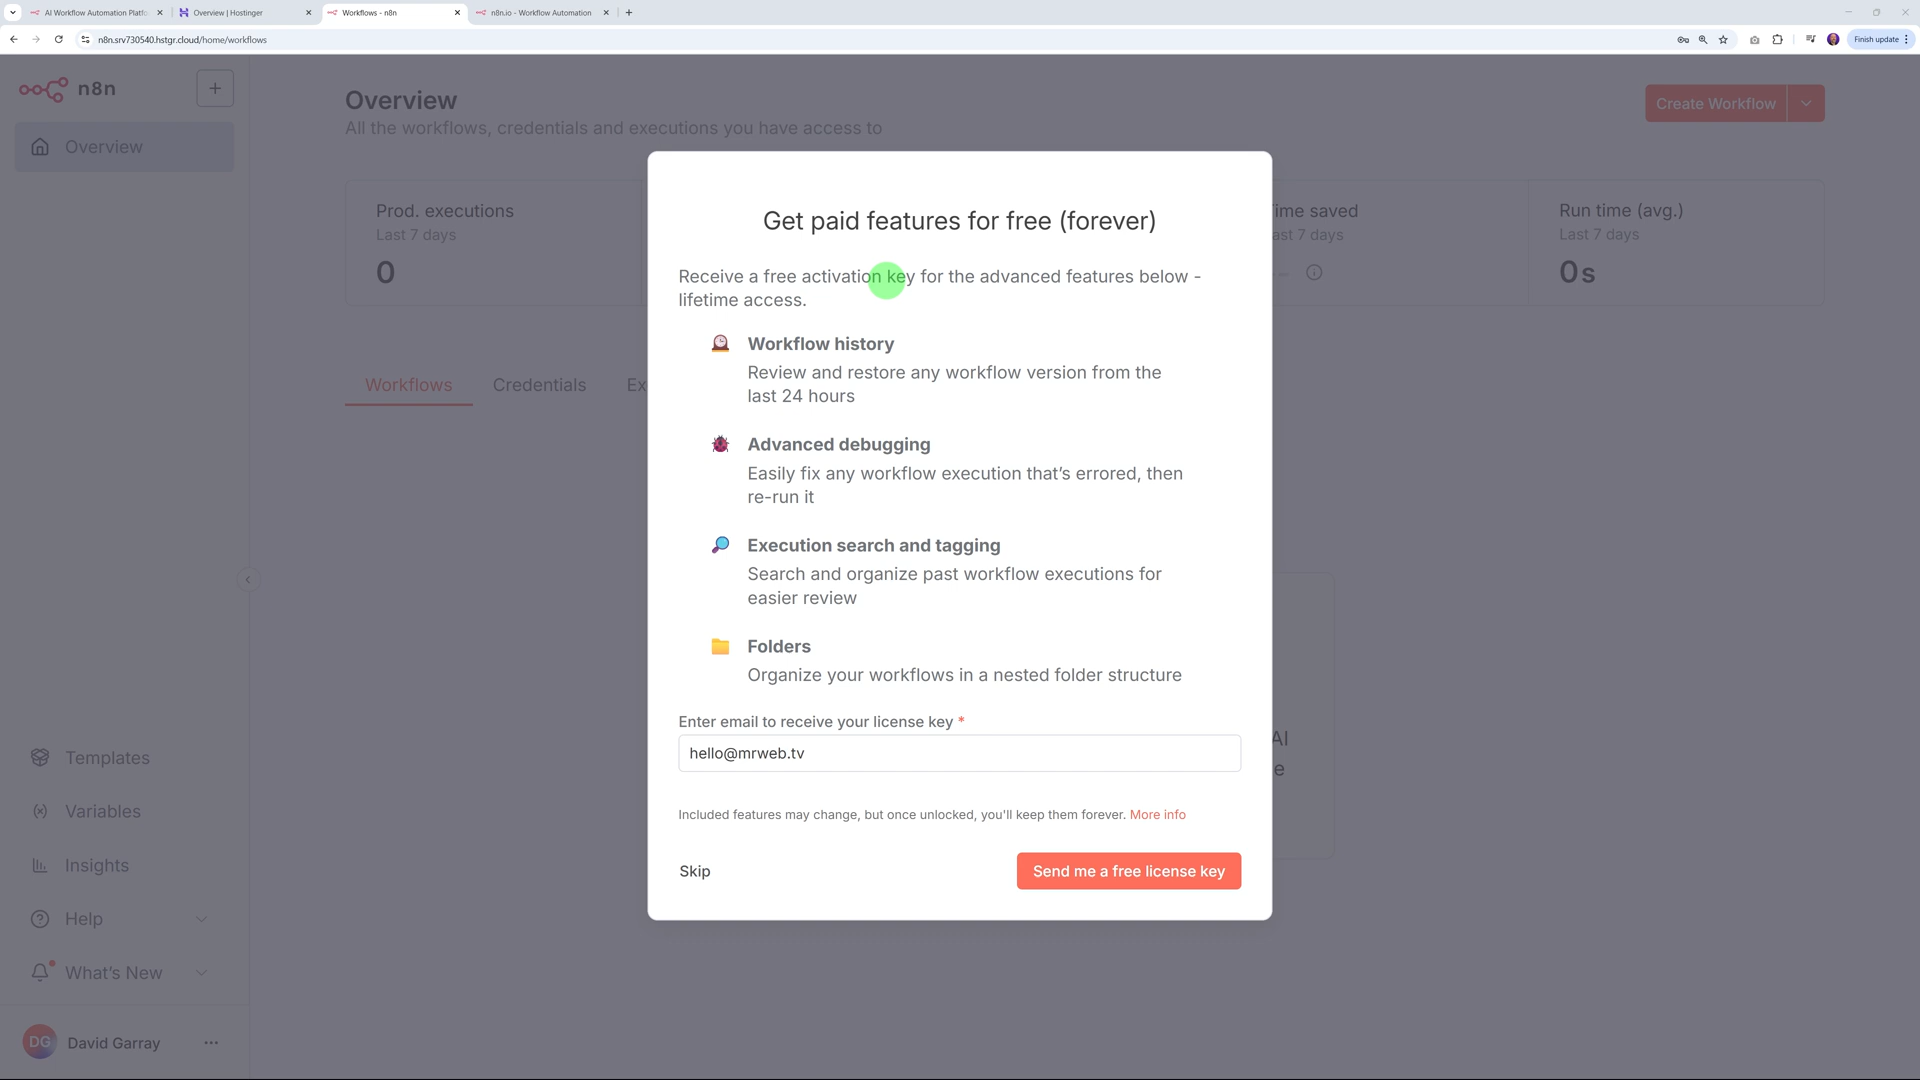 AI Workflow Automation Platfo
Overview | Hostinger
Workflows - n8n
n8n.io - Workflow Automation
n8n.srv730540.hstgr.cloud/home/workflows
Finish update
n8n
Overview
Overview
All the workflows, credentials and executions you have access to
Create Workflow
Prod. executions
Last 7 days
0
Time saved
Last 7 days
--
Run time (avg.)
Last 7 days
0s
Workflows
Credentials
Ex
Get paid features for free (forever)
Receive a free activation key for the advanced features below -
lifetime access.
Workflow history
Review and restore any workflow version from the
last 24 hours
Advanced debugging
Easily fix any workflow execution that's errored, then
re-run it
Execution search and tagging
Search and organize past workflow executions for
easier review
Folders
Organize your workflows in a nested folder structure
Enter email to receive your license key *
hello@mrweb.tv
Included features may change, but once unlocked, you'll keep them forever. More info
Skip
Send me a free license key
AI
e
Templates
Variables
Insights
Help
What's New
DG
David Garray